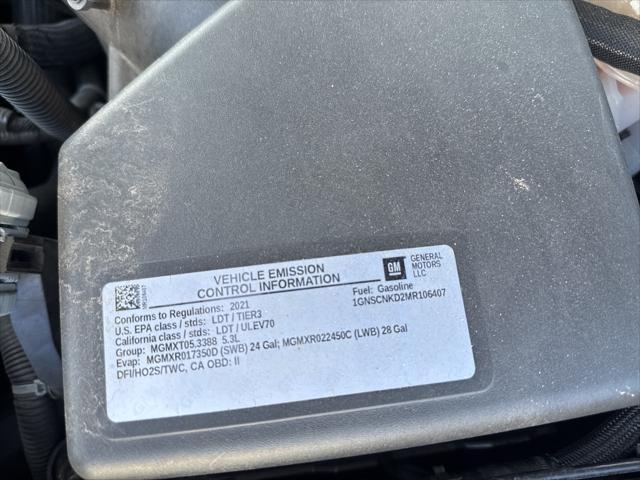 VEHICLE EMISSION
CONTROL INFORMATION
GM
GENERAL
MOTORS
LLC
Conforms to Regulations: 2021
Fuel: Gasoline
U.S. EPA class / stds: LDT / TIER3
1GNSCNKD2MR106407
California class / stds: LDT / ULEV70
Group: MGMXT05.3388 5.3L
Evap: MGMXR017350D (SWB) 24 Gal; MGMXR022450C (LWB) 28 Gal
DFI/HO2S/TWC, CA OBD: II